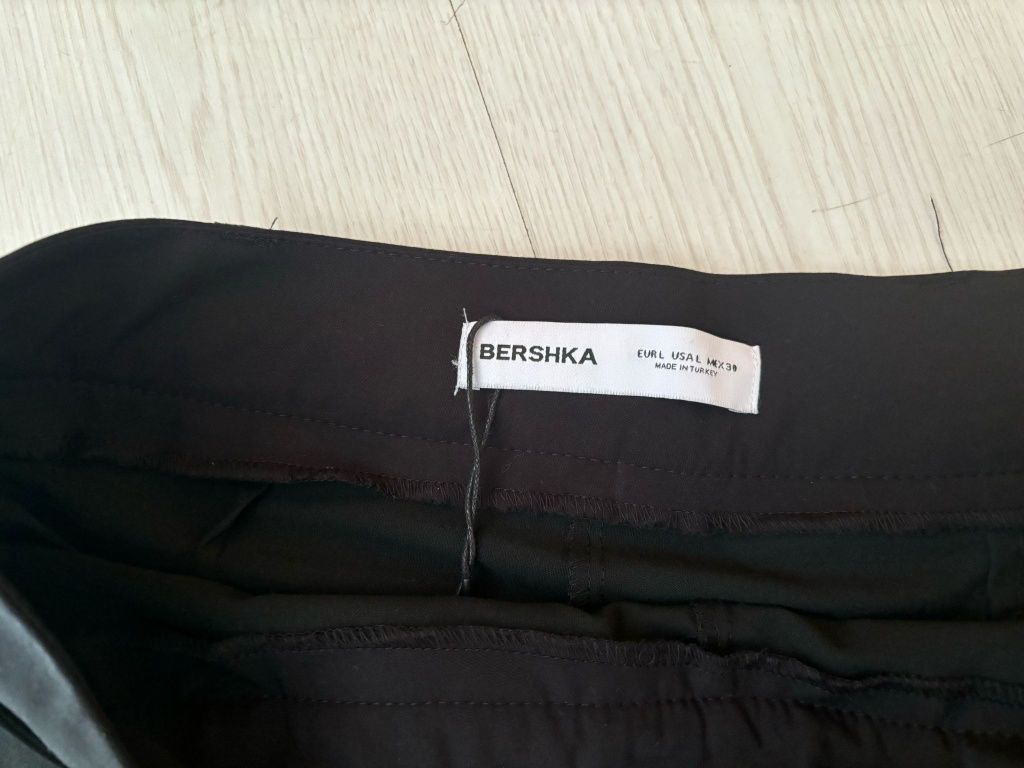 BERSHKA
EUR L USA L MEX 30
MADE IN TURKEY